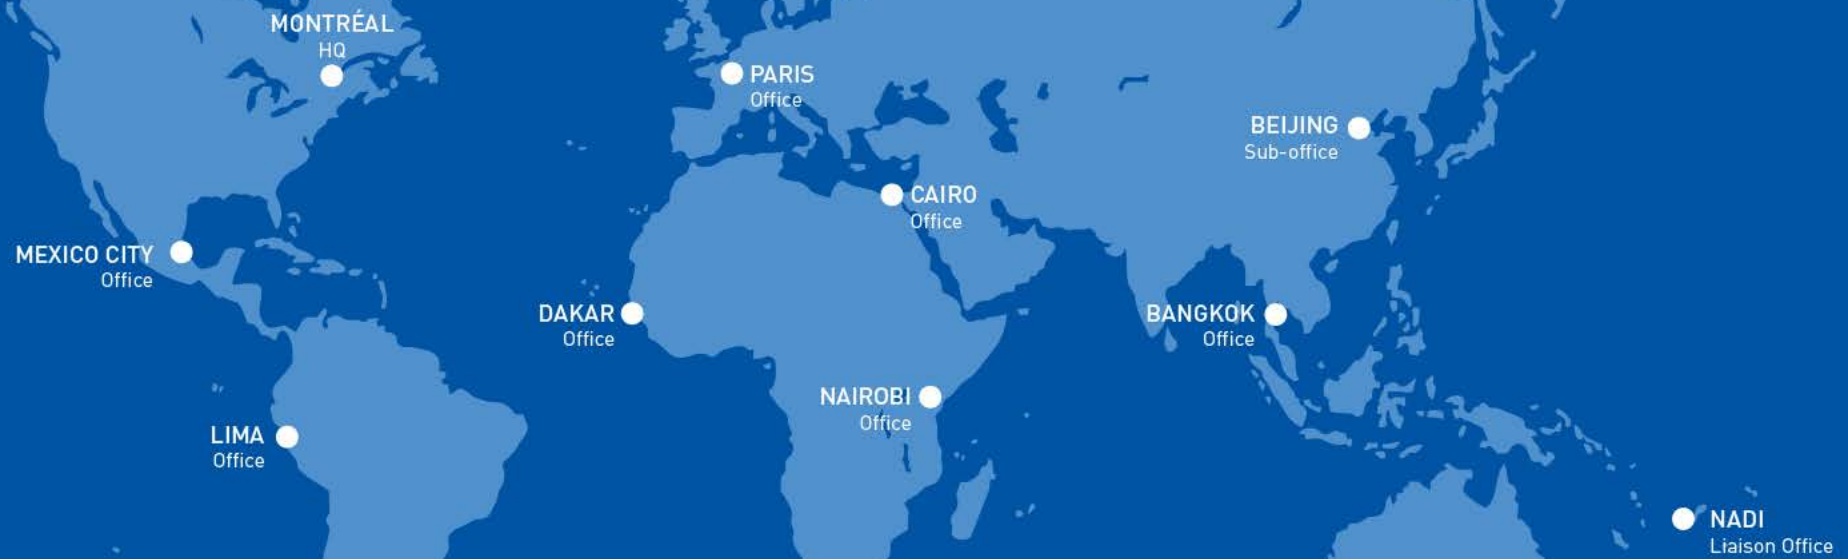 MONTRÉAL
HQ
PARIS
Office
BEIJING
Sub-office
CAIRO
Office
MEXICO CITY
Office
DAKAR
Office
BANGKOK
Office
NAIROBI
Office
LIMA
Office
NADI
Liaison Office